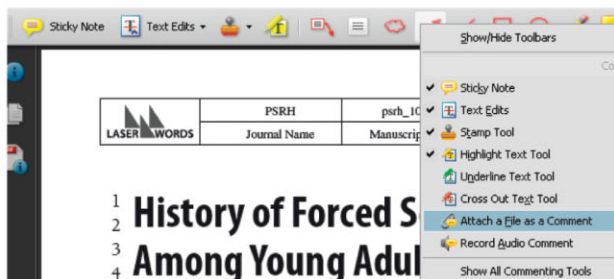 Sticky Note Text Edits
Show/Hide Toolbars
Sticky Note
Text Edits
Stamp Tool
Highlight Text Tool
Underline Text Tool
Cross Out Text Tool
Attach a File as a Comment
Record Audio Comment
Show All Commenting Tools
LASER WORDS
PSRH
Journal Name
1 History of Forced
2
3 Among Young
4